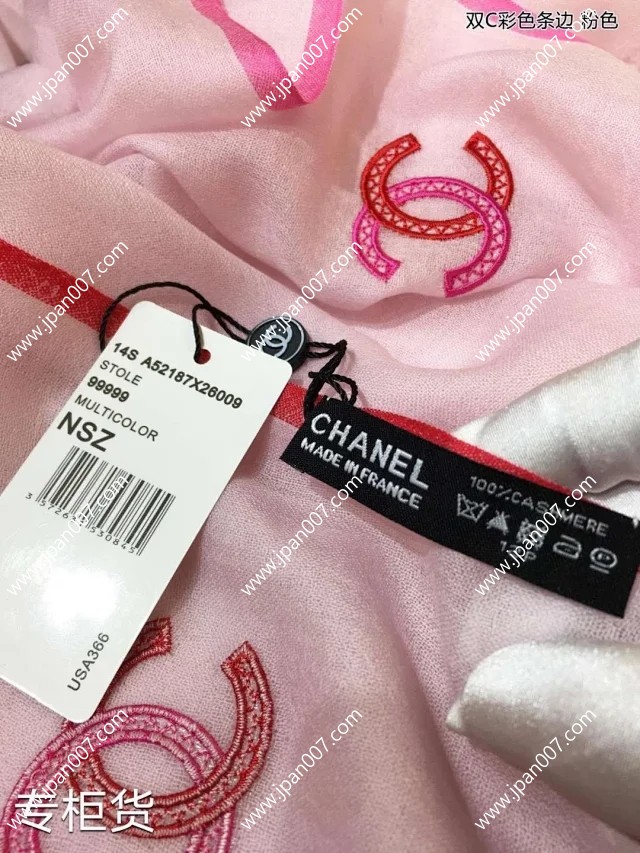 双C彩色条边 粉色
www.jpan007.com
14S A52187X26009
STOLE
99999
MULTICOLOR
NSZ
USA366
CHANEL
MADE IN FRANCE
100% CASHMERE
专柜货